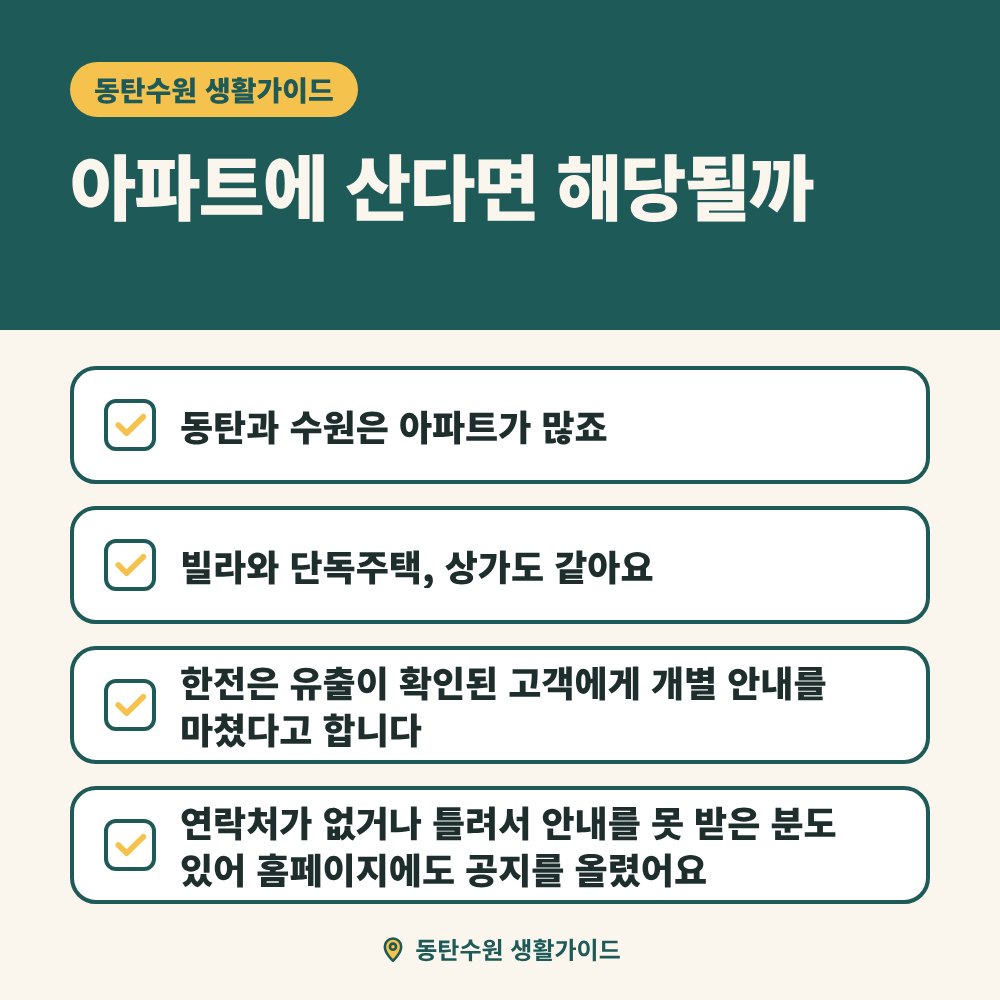 동탄수원 생활가이드
아파트에 산다면 해당될까
동탄과 수원은 아파트가 많죠
빌라와 단독주택, 상가도 같아요
한전은 유출이 확인된 고객에게 개별 안내를
마쳤다고 합니다
연락처가 없거나 틀려서 안내를 못 받은 분도
있어 홈페이지에도 공지를 올렸어요
동탄수원 생활가이드